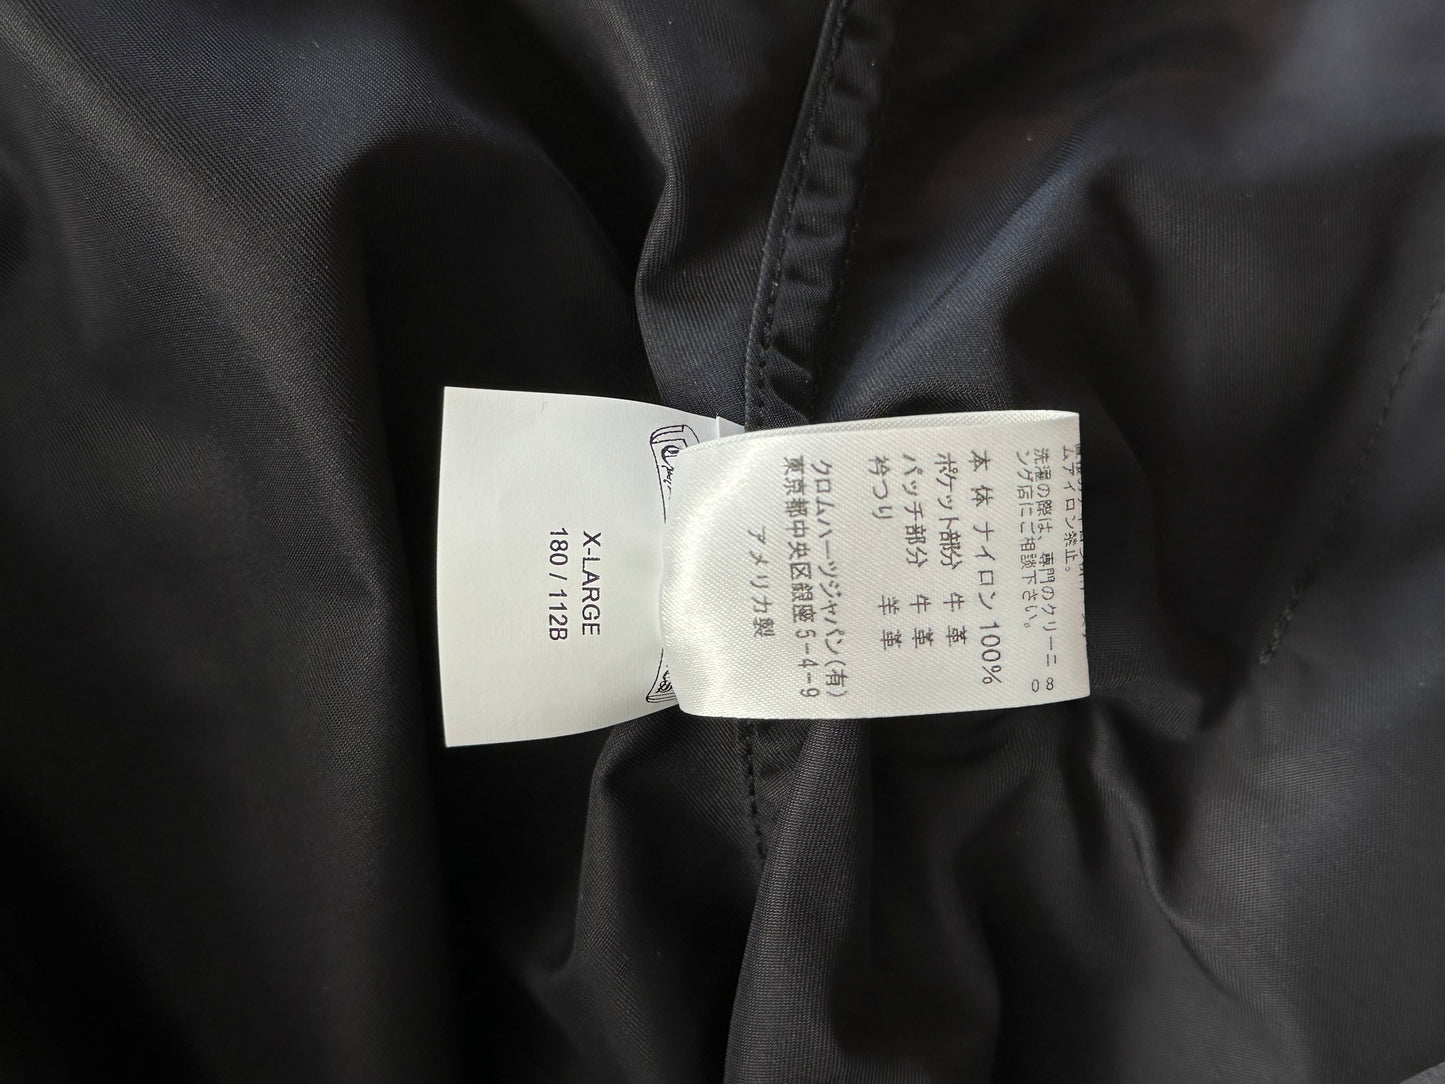 ムアイロン禁止。
洗濯の際は、専門のクリーニ
ング店にご相談下さい。
本 体 ナイロン 100%
ポケット部分 牛 革
パッチ部分 牛 革
衿つり 羊 革
クロムハーツジャパン(有)
東京都中央区銀座5-4-9
アメリカ製
X-LARGE
180 / 112B